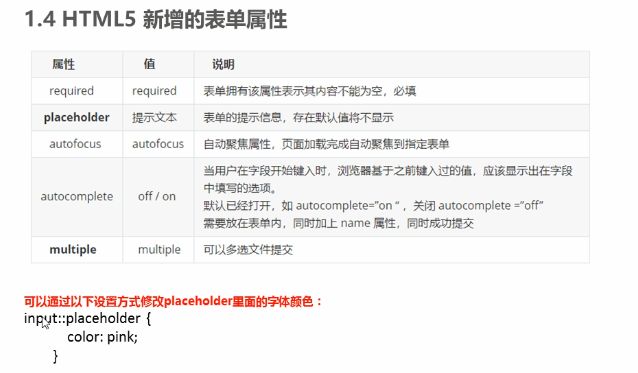 1.4 HTML5 新增的表单属性
属性 值 说明
required required 表单拥有该属性表示其内容不能为空，必填
placeholder 提示文本 表单的提示信息，存在默认值将不显示
autofocus autofocus 自动聚焦属性，页面加载完成自动聚焦到指定表单
autocomplete off / on 当用户在字段开始键入时，浏览器基于之前键入过的值，应该显示出在字段
中填写的选项。
默认已经打开，如 autocomplete="on “ ，关闭 autocomplete ="off"
需要放在表单内，同时加上 name 属性，同时成功提交
multiple multiple 可以多选文件提交
可以通过以下设置方式修改placeholder里面的字体颜色：
input::placeholder {
color: pink;
}